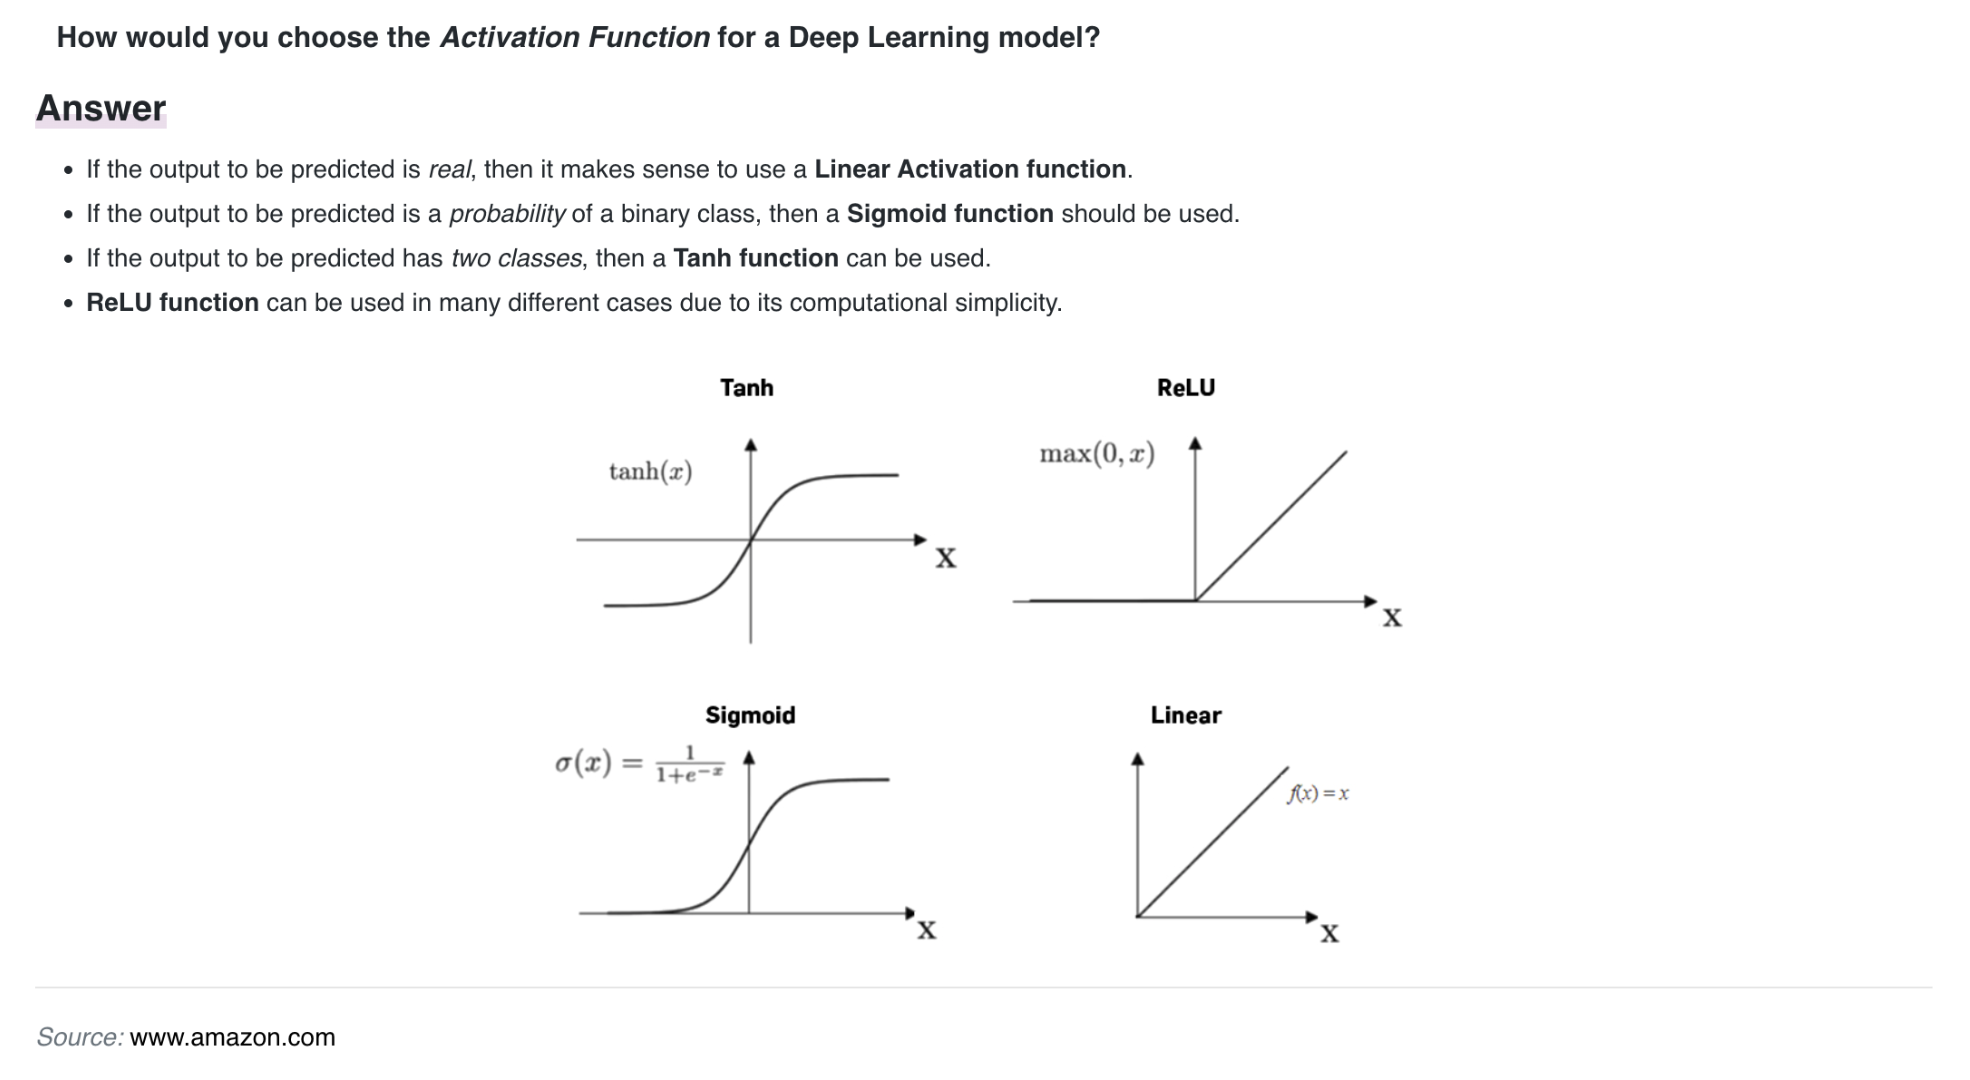 How would you choose the Activation Function for a Deep Learning model?
Answer
• If the output to be predicted is real, then it makes sense to use a Linear Activation function.
• If the output to be predicted is a probability of a binary class, then a Sigmoid function should be used.
• If the output to be predicted has two classes, then a Tanh function can be used.
• ReLU function can be used in many different cases due to its computational simplicity.
Tanh
tanh(x)
X
ReLU
max(0, x)
X
Sigmoid
σ(x) = 1/1+e^−x
X
Linear
f(x) = x
X
Source: www.amazon.com